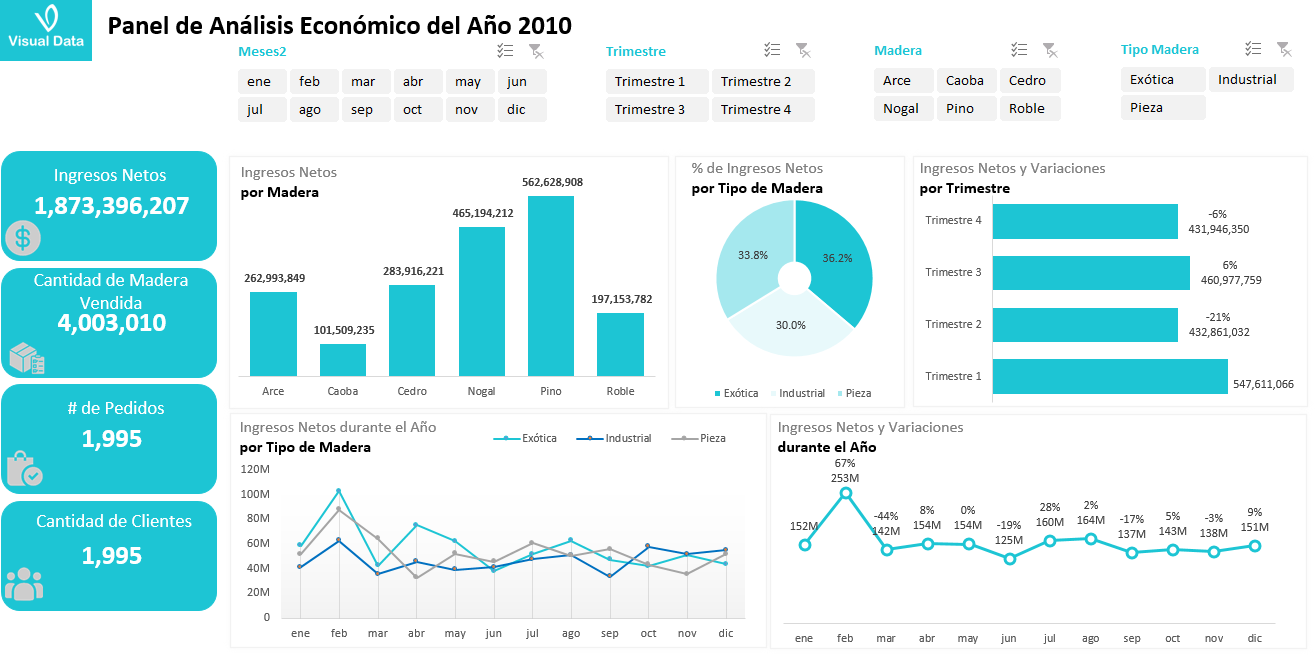 Visual Data
Panel de Análisis Económico del Año 2010
Meses2
ene feb mar abr may jun
jul ago sep oct nov dic
Trimestre
Trimestre 1 Trimestre 2
Trimestre 3 Trimestre 4
Madera
Arce Caoba Cedro
Nogal Pino Roble
Tipo Madera
Exótica Industrial
Pieza
Ingresos Netos
1,873,396,207
$
Cantidad de Madera
Vendida
4,003,010
# de Pedidos
1,995
Cantidad de Clientes
1,995
Ingresos Netos
por Madera
562,628,908
465,194,212
283,916,221
262,993,849
197,153,782
101,509,235
Arce Caoba Cedro Nogal Pino Roble
% de Ingresos Netos
por Tipo de Madera
33.8% 36.2%
30.0%
Exótica Industrial Pieza
Ingresos Netos y Variaciones
por Trimestre
Trimestre 4
-6%
431,946,350
Trimestre 3
6%
460,977,759
Trimestre 2
-21%
432,861,032
Trimestre 1
547,611,066
Ingresos Netos durante el Año
por Tipo de Madera
Exótica Industrial Pieza
120M
100M
80M
60M
40M
20M
0
ene feb mar abr may jun jul ago sep oct nov dic
Ingresos Netos y Variaciones
durante el Año
152M
67%
253M
-44%
142M
8%
154M
0%
154M
-19%
125M
28%
160M
2%
164M
-17%
137M
5%
143M
-3%
138M
9%
151M
ene feb mar abr may jun jul ago sep oct nov dic